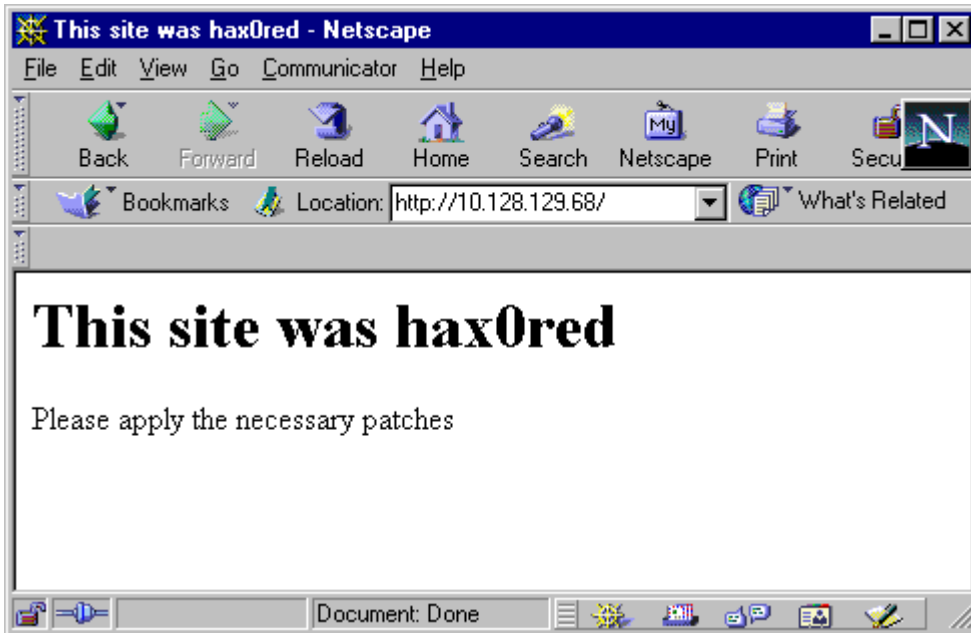 This site was hax0red - Netscape
File Edit View Go Communicator Help
Back Forward Reload Home Search Netscape Print Secu
My N
Bookmarks Location: http://10.128.129.68/ What's Related
This site was hax0red
Please apply the necessary patches
Document: Done